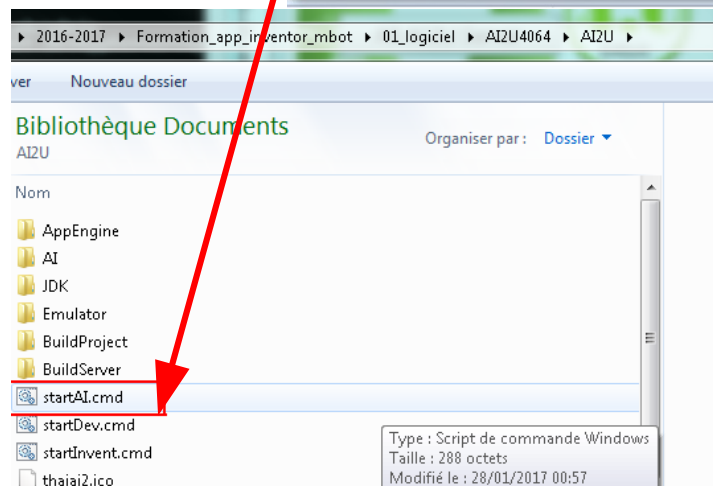 ▸ 2016-2017 ▸ Formation_app_inventor_mbot ▸ 01_logiciel ▸ AI2U4064 ▸ AI2U ▸
ver Nouveau dossier
Bibliothèque Documents
Organiser par : Dossier ▼
AI2U
Nom
AppEngine
AI
JDK
Emulator
BuildProject
BuildServer
startAI.cmd
startDev.cmd
startInvent.cmd
thaiai2.ico
Type : Script de commande Windows
Taille : 288 octets
Modifié le : 28/01/2017 00:57